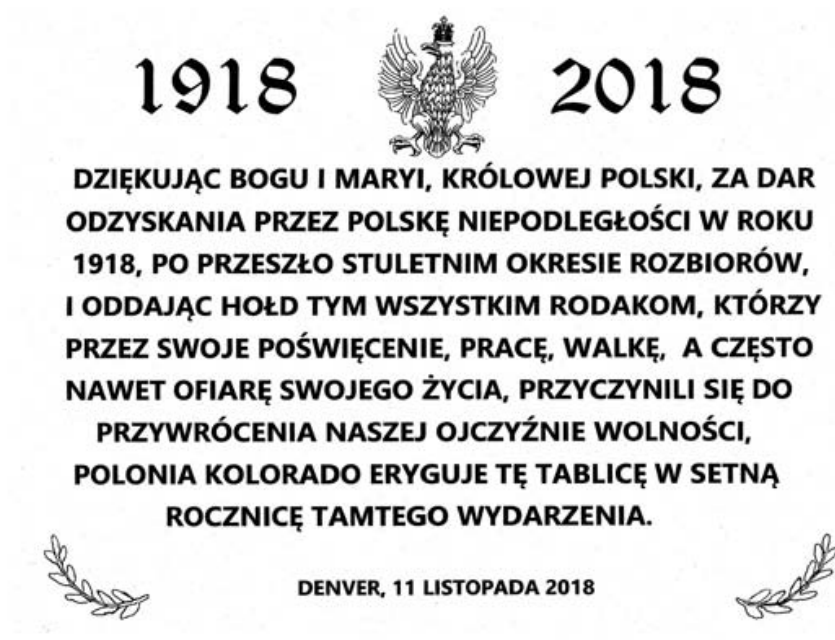 1918 2018
DZIĘKUJĄC BOGU I MARYI, KRÓLOWEJ POLSKI, ZA DAR
ODZYSKANIA PRZEZ POLSKĘ NIEPODLEGŁOŚCI W ROKU
1918, PO PRZESZŁO STULETNIM OKRESIE ROZBIORÓW,
I ODDAJĄC HOŁD TYM WSZYSTKIM RODAKOM, KTÓRZY
PRZEZ SWOJE POŚWIĘCENIE, PRACĘ, WALKĘ, A CZĘSTO
NAWET OFIARĘ SWOJEGO ŻYCIA, PRZYCZYNILI SIĘ DO
PRZYWRÓCENIA NASZEJ OJCZYŹNIE WOLNOŚCI,
POLONIA KOLORADO ERYGUJE TĘ TABLICĘ W SETNĄ
ROCZNICĘ TAMTEGO WYDARZENIA.
DENVER, 11 LISTOPADA 2018